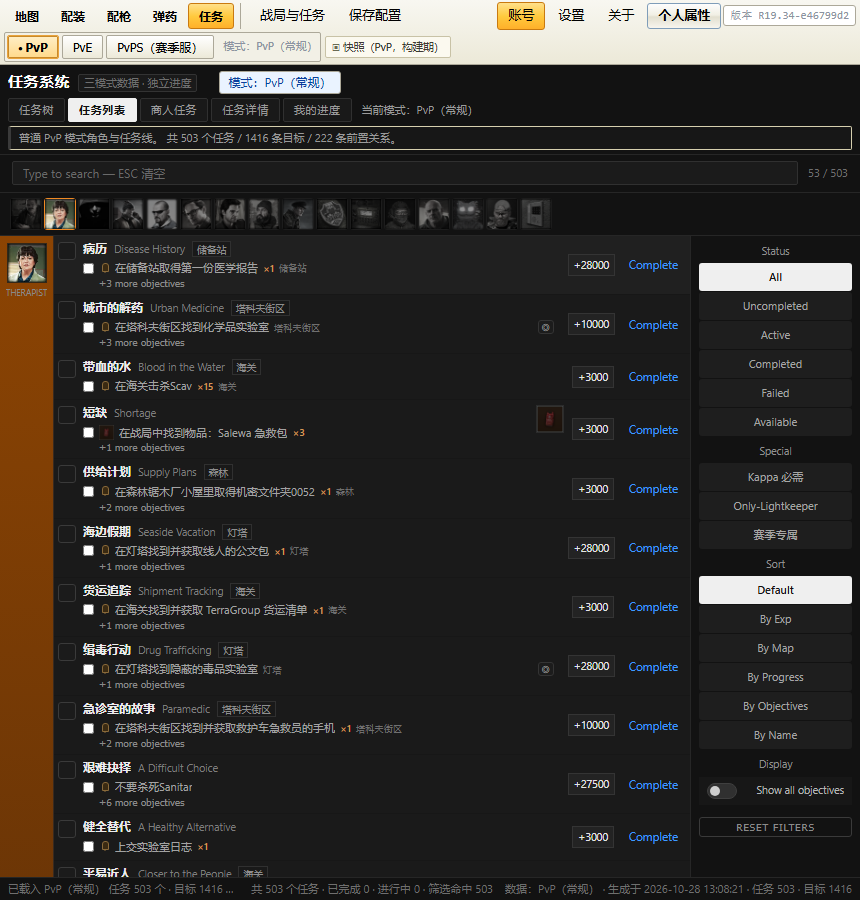 地图 配装 配枪 弹药 任务 战局与任务 保存配置 账号 设置 关于 个人属性 版本 R19.34-e46799d2
• PvP PvE PvPS（赛季服） 模式：PvP（常规） 快照（PvP，构建期）
任务系统 三模式数据 · 独立进度 模式：PvP（常规）
任务树 任务列表 商人任务 任务详情 我的进度 当前模式：PvP（常规）
普通 PvP 模式角色与任务线。 共 503 个任务 / 1416 条目标 / 222 条前置关系。
Type to search — ESC 清空 53 / 503
THERAPIST
病历 Disease History 储备站
在储备站取得第一份医学报告 ×1 储备站
+3 more objectives
+28000 Complete
城市的解药 Urban Medicine 塔科夫街区
在塔科夫街区找到化学品实验室 塔科夫街区
+3 more objectives
+10000 Complete
带血的水 Blood in the Water 海关
在海关击杀Scav ×15 海关
+3000 Complete
短缺 Shortage
在战局中找到物品：Salewa 急救包 ×3
+1 more objectives
+3000 Complete
供给计划 Supply Plans 森林
在森林锯木厂小屋里取得机密文件夹0052 ×1 森林
+2 more objectives
+3000 Complete
海边假期 Seaside Vacation 灯塔
在灯塔找到并获取线人的公文包 ×1 灯塔
+1 more objectives
+28000 Complete
货运追踪 Shipment Tracking 海关
在海关找到并获取 TerraGroup 货运清单 ×1 海关
+1 more objectives
+3000 Complete
缉毒行动 Drug Trafficking 灯塔
在灯塔找到隐蔽的毒品实验室 灯塔
+1 more objectives
+28000 Complete
急诊室的故事 Paramedic 塔科夫街区
在塔科夫街区找到并获取救护车急救员的手机 ×1 塔科夫街区
+2 more objectives
+10000 Complete
艰难抉择 A Difficult Choice
不要杀死Sanitar
+6 more objectives
+27500 Complete
健全替代 A Healthy Alternative
上交实验室日志 ×1
+3000 Complete
平易近人 Closer to the People 海关
Status
All
Uncompleted
Active
Completed
Failed
Available
Special
Kappa 必需
Only-Lightkeeper
赛季专属
Sort
Default
By Exp
By Map
By Progress
By Objectives
By Name
Display
Show all objectives
RESET FILTERS
已载入 PvP（常规） 任务 503 个 · 目标 1416 ... 共 503 个任务 · 已完成 0 · 进行中 0 · 筛选命中 503 数据：PvP（常规） · 生成于 2026-10-28 13:08:21 · 任务 503 · 目标 1416